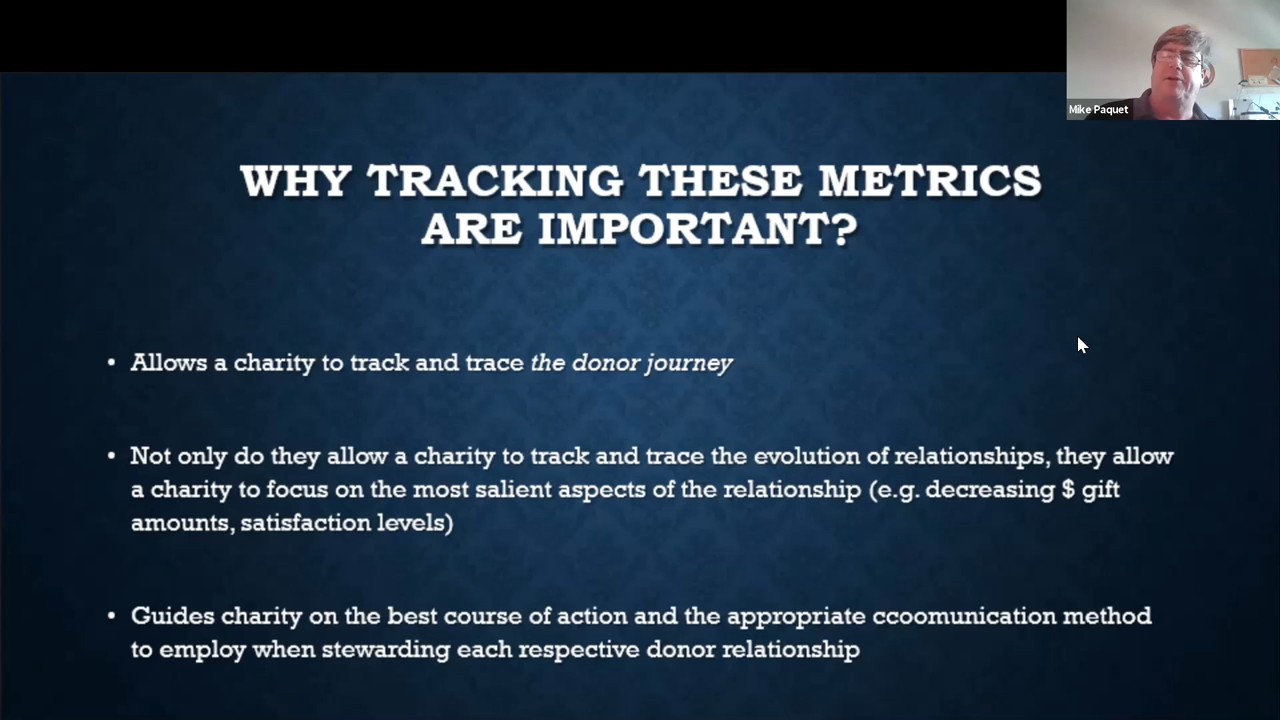 Mike Paquet
WHY TRACKING THESE METRICS
ARE IMPORTANT?
• Allows a charity to track and trace the donor journey
• Not only do they allow a charity to track and trace the evolution of relationships, they allow
a charity to focus on the most salient aspects of the relationship (e.g. decreasing $ gift
amounts, satisfaction levels)
• Guides charity on the best course of action and the appropriate ccoomunication method
to employ when stewarding each respective donor relationship